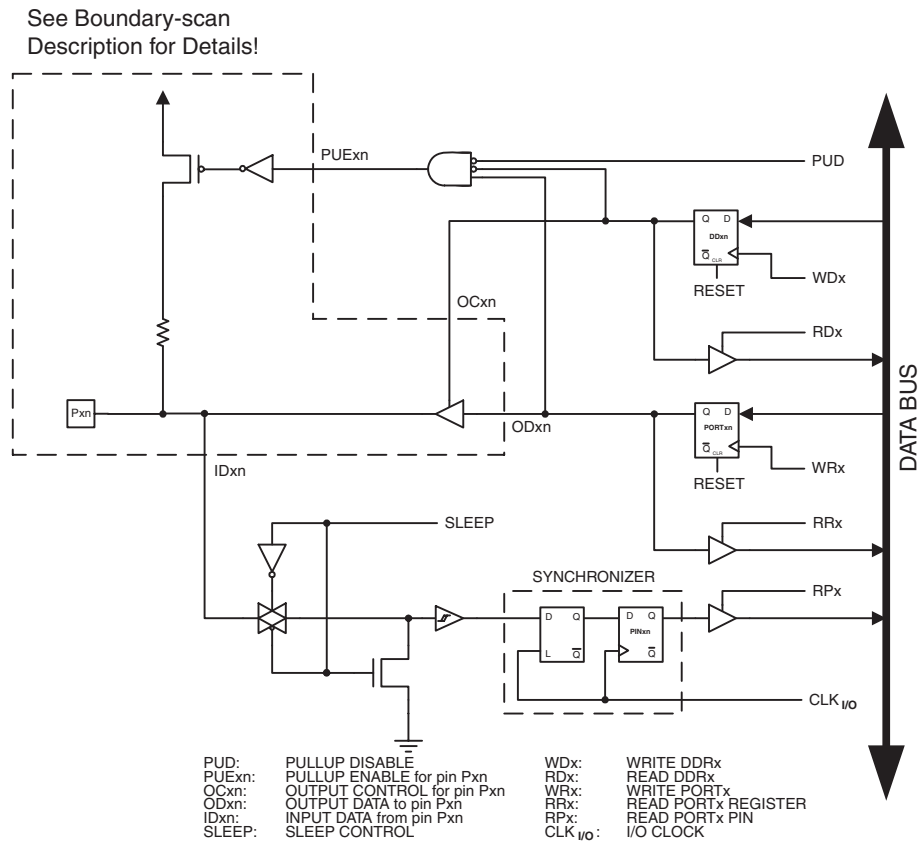 See Boundary-scan
Description for Details!
PUExn
PUD
Q D
DDxn
Q CLR
RESET
WDx
OCxn
RDx
Pxn
ODxn
Q D
PORTxn
Q CLR
RESET
WRx
IDxn
SLEEP
RRx
SYNCHRONIZER
RPx
D Q
L Q
D Q
PINxn
Q
CLK I/O
DATA BUS
PUD: PULLUP DISABLE
PUExn: PULLUP ENABLE for pin Pxn
OCxn: OUTPUT CONTROL for pin Pxn
ODxn: OUTPUT DATA to pin Pxn
IDxn: INPUT DATA from pin Pxn
SLEEP: SLEEP CONTROL
WDx: WRITE DDRx
RDx: READ DDRx
WRx: WRITE PORTx
RRx: READ PORTx REGISTER
RPx: READ PORTx PIN
CLK I/O: I/O CLOCK